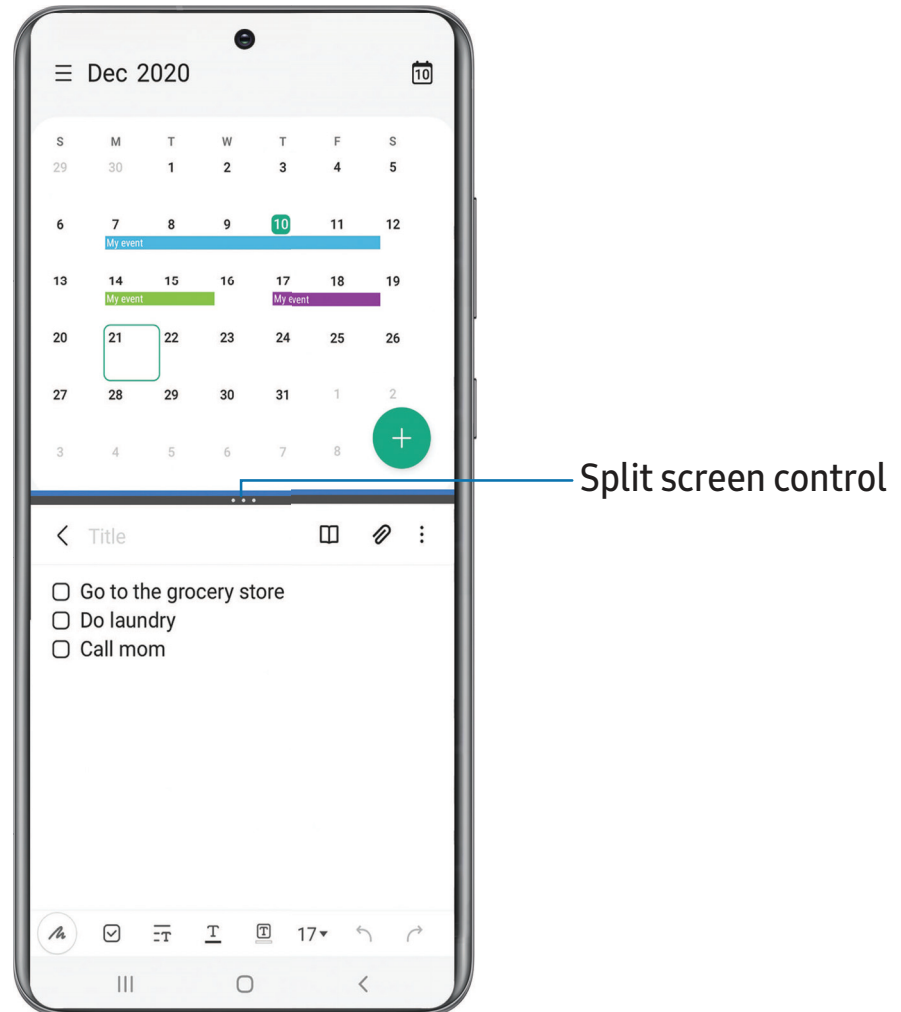 Dec 2020
10
S M T W T F S
29 30 1 2 3 4 5
6 7 8 9 10 11 12
My event
13 14 15 16 17 18 19
My event My event
20 21 22 23 24 25 26
27 28 29 30 31 1 2
3 4 5 6 7 8
Split screen control
Title
Go to the grocery store
Do laundry
Call mom
T T T 17